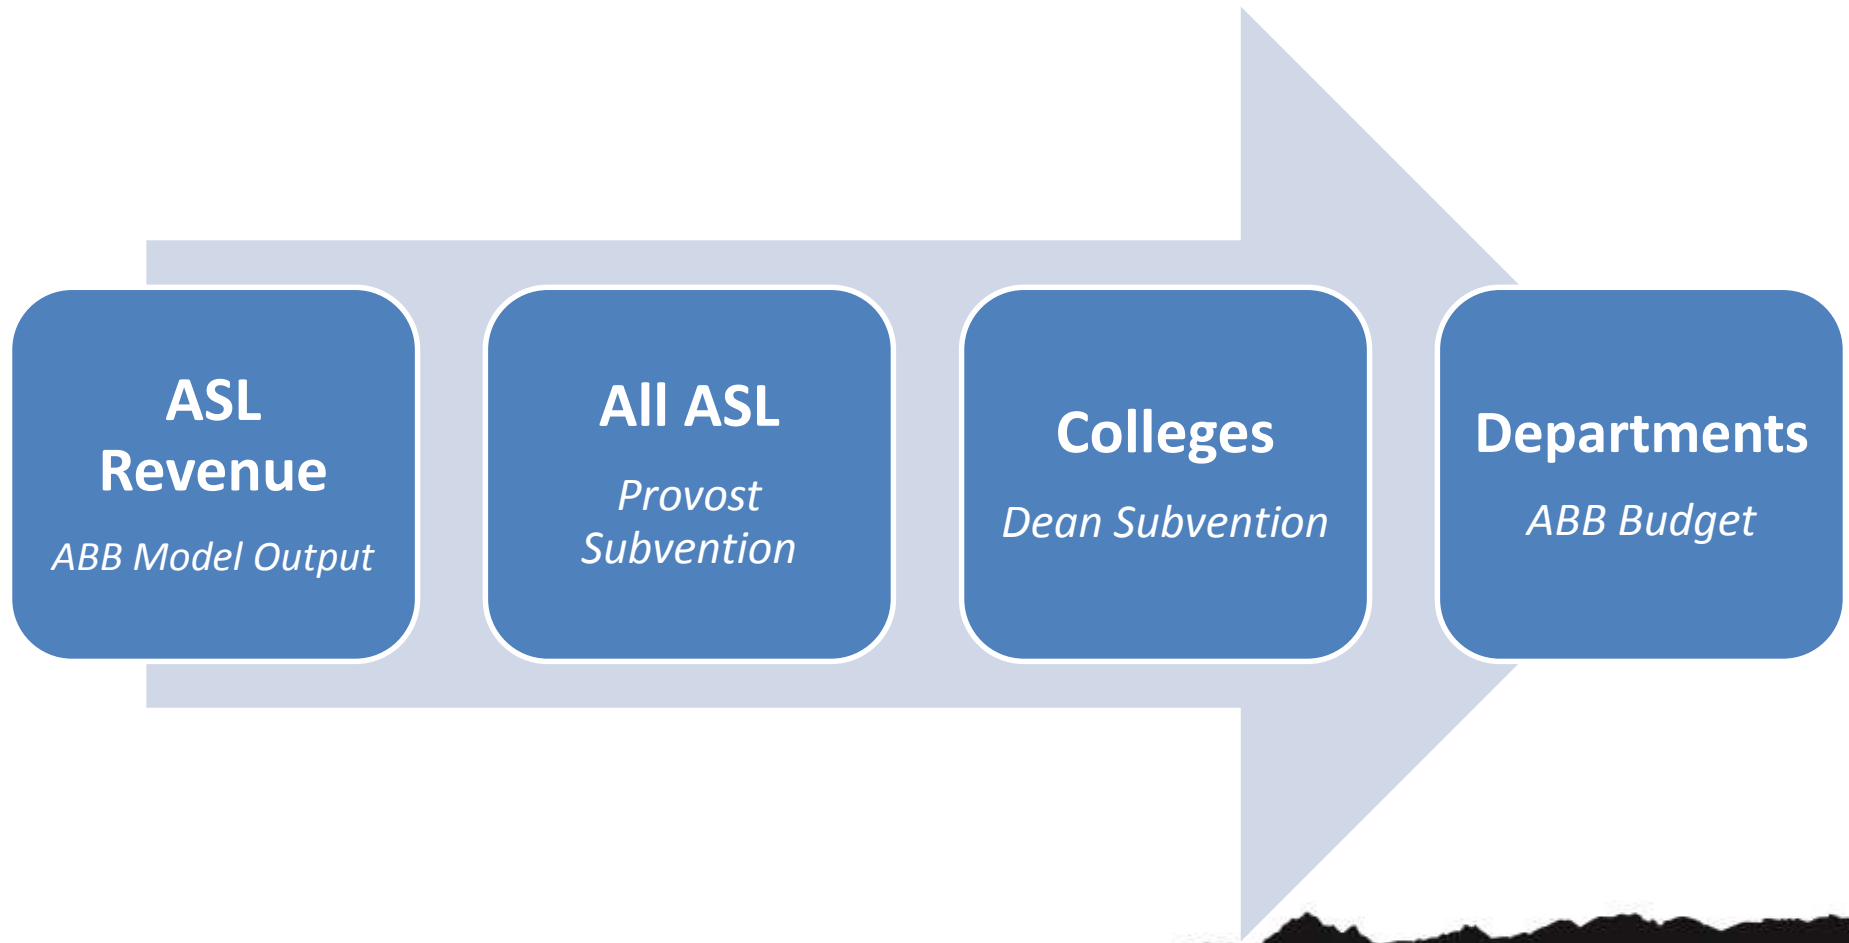 ASL
Revenue
ABB Model Output
All ASL
Provost
Subvention
Colleges
Dean Subvention
Departments
ABB Budget